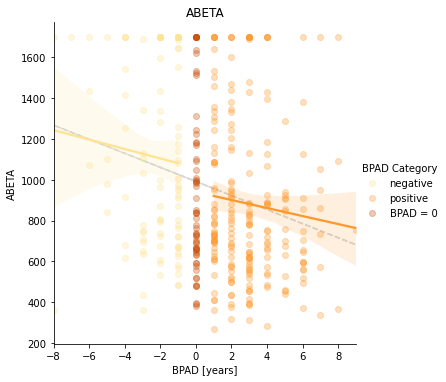 ABETA
1600
1400
1200
1000
800
600
400
200
ABETA
−8 −6 −4 −2 0 2 4 6 8
BPAD [years]
BPAD Category
negative
positive
BPAD = 0